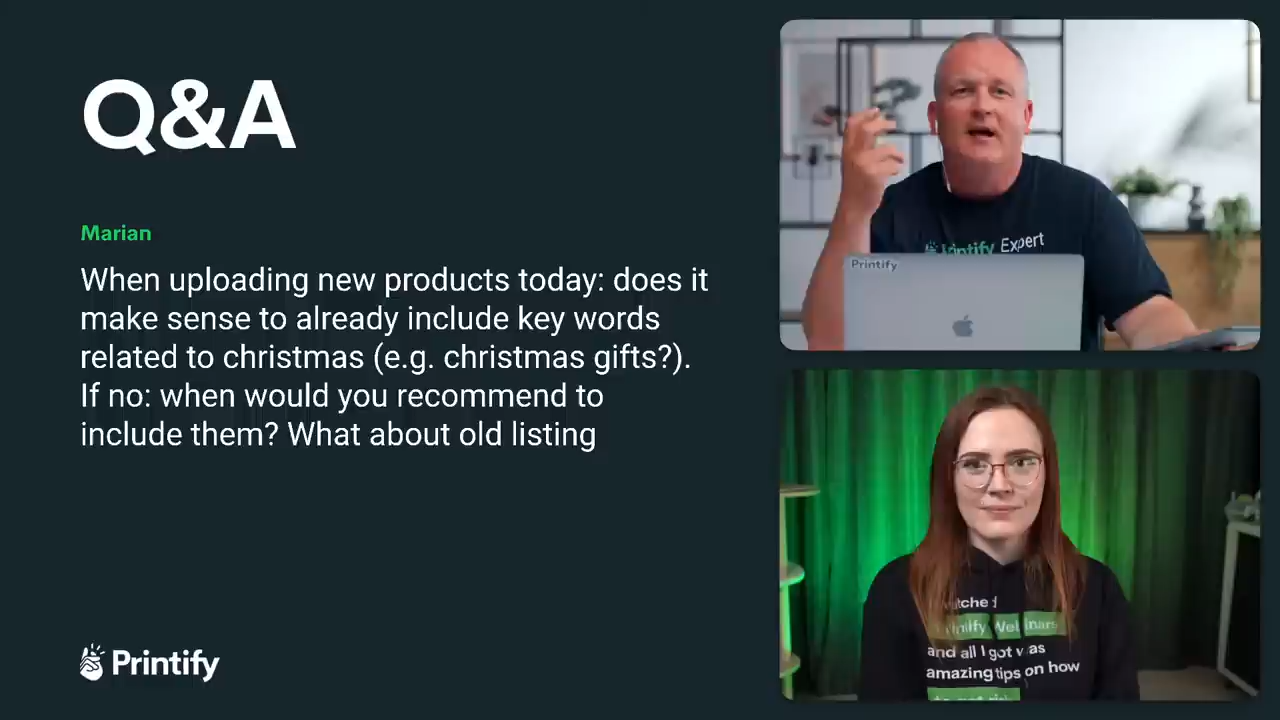 Q&A
Marian
When uploading new products today: does it
make sense to already include key words
related to christmas (e.g. christmas gifts?).
If no: when would you recommend to
include them? What about old listing
Printify
Printify Expert
Printify
Printify Webinars
and all I got was
amazing tips on how